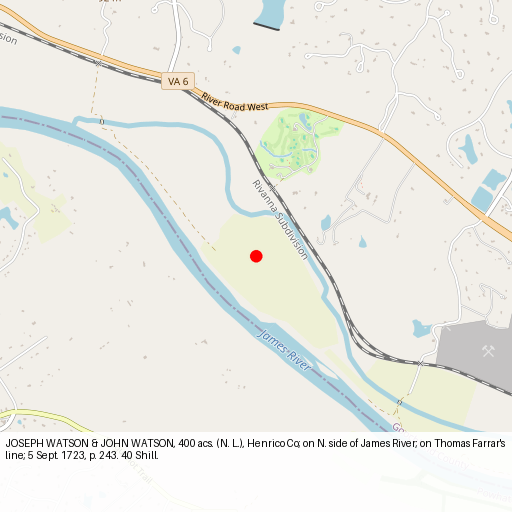 VA 6
River Road West
Rivanna Subdivision
James River
JOSEPH WATSON & JOHN WATSON, 400 acs. (N. L.), Henrico Co; on N. side of James River; on Thomas Farrar's
line; 5 Sept. 1723, p. 243. 40 Shill.